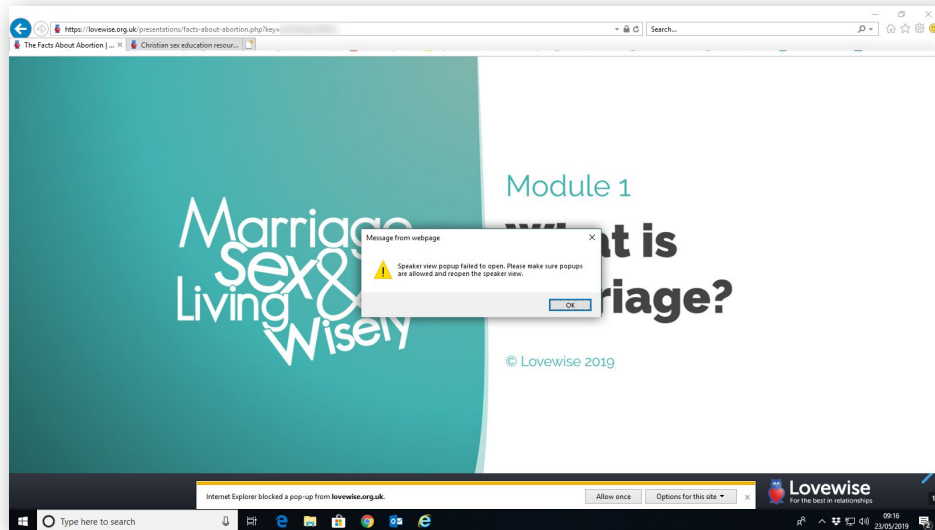 https://lovewise.org.uk/presentations/facts-about-abortion.php?key=
Search...
The Facts About Abortion | ...
Christian sex education resour...
Marriage
Sex &
Living
Wisely
Module 1
What is
Marriage?
© Lovewise 2019
Message from webpage
Speaker view popup failed to open. Please make sure popups
are allowed and reopen the speaker view.
OK
Internet Explorer blocked a pop-up from lovewise.org.uk.
Allow once
Options for this site
Lovewise
For the best in relationships
1
Type here to search
09:16
23/05/2019